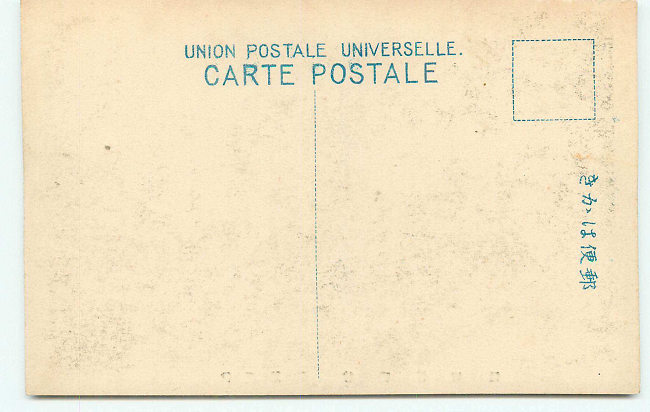 UNION POSTALE UNIVERSELLE.
CARTE POSTALE
郵便はかき